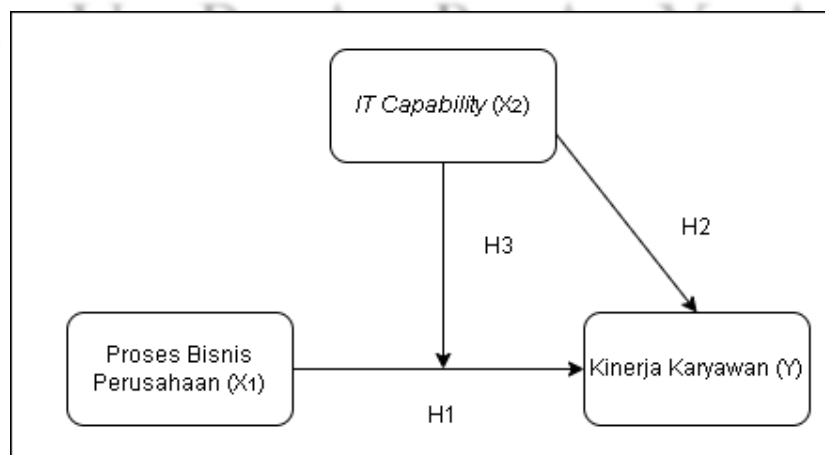 IT Capability (X2)
H3
H2
Proses Bisnis
Perusahaan (X1)
Kinerja Karyawan (Y)
H1